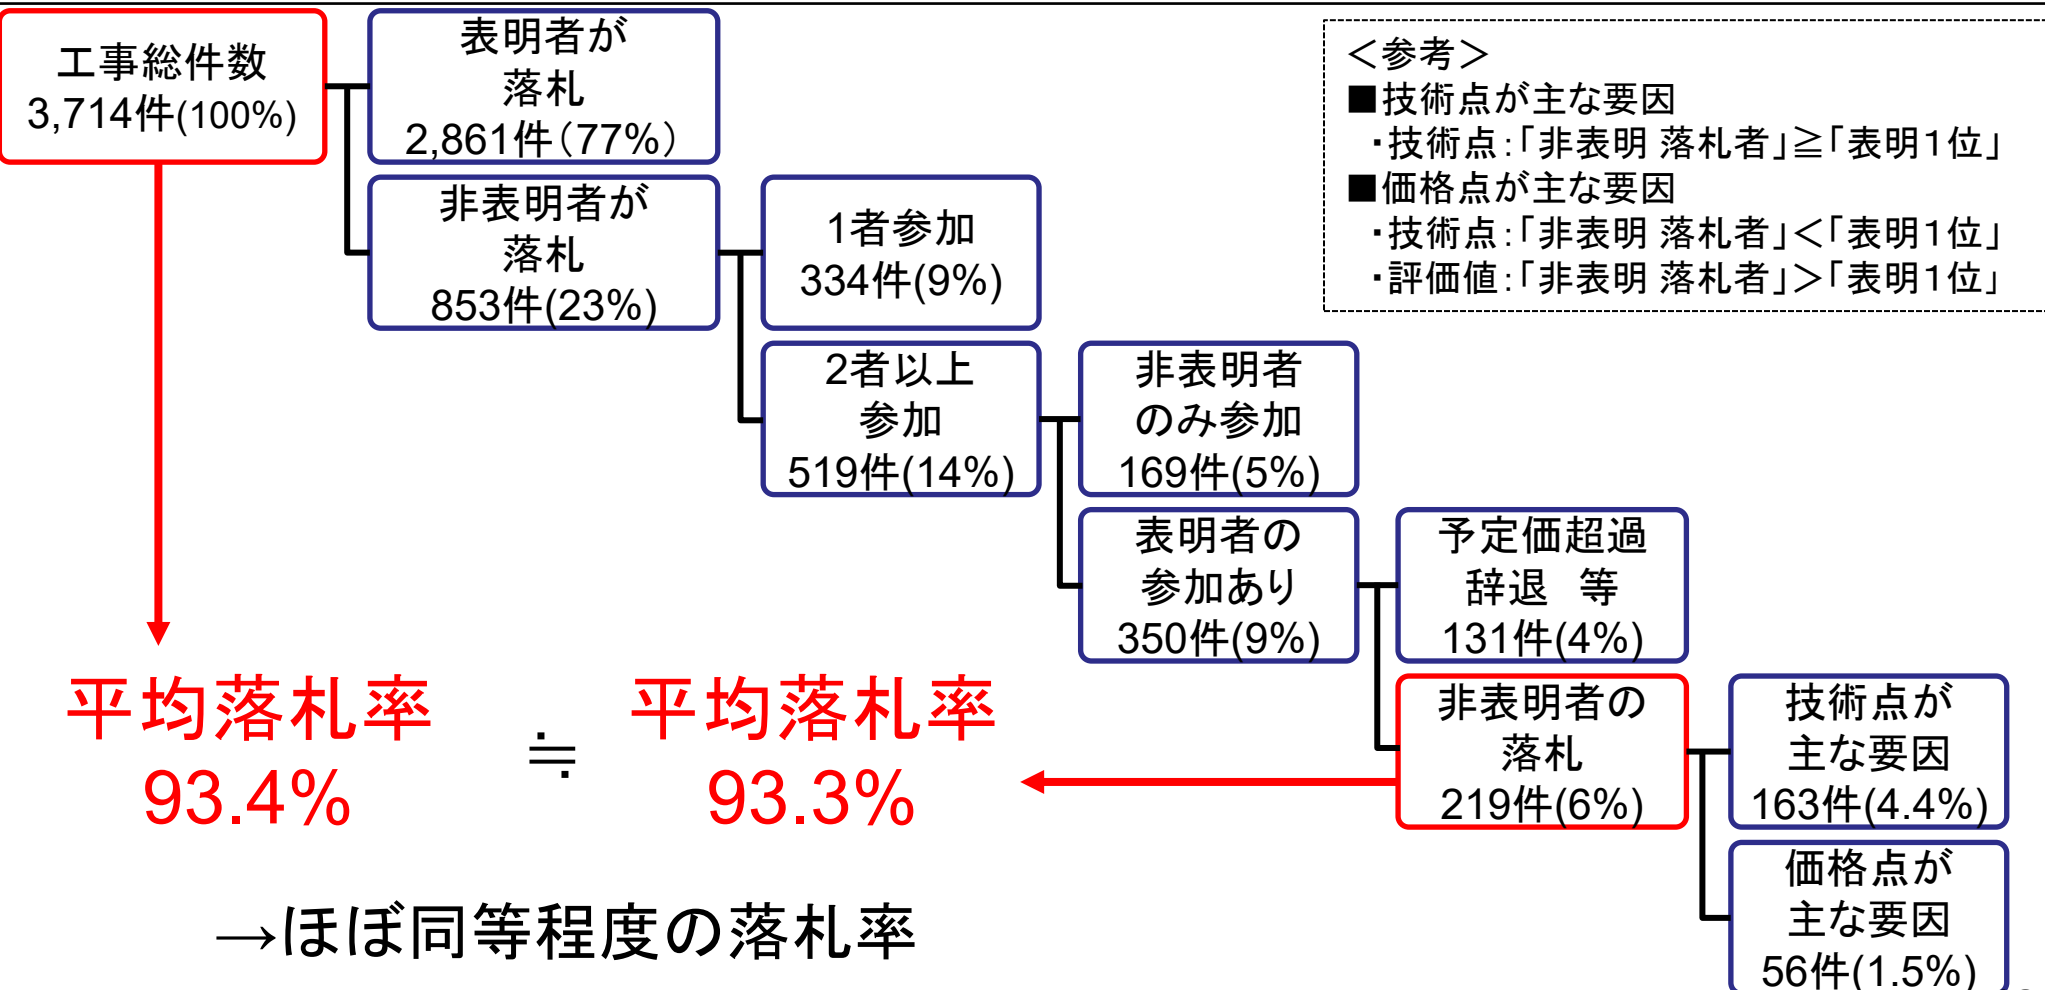 工事総件数
3,714件(100%)
表明者が
落札
2,861件(77%)
非表明者が
落札
853件(23%)
1者参加
334件(9%)
2者以上
参加
519件(14%)
非表明者
のみ参加
169件(5%)
表明者の
参加あり
350件(9%)
予定価超過
辞退　等
131件(4%)
非表明者の
落札
219件(6%)
技術点が
主な要因
163件(4.4%)
価格点が
主な要因
56件(1.5%)
＜参考＞
■技術点が主な要因
・技術点：「非表明 落札者」≧「表明１位」
■価格点が主な要因
・技術点：「非表明 落札者」＜「表明１位」
・評価値：「非表明 落札者」＞「表明１位」
平均落札率
93.4%
≒
平均落札率
93.3%
→ほぼ同等程度の落札率